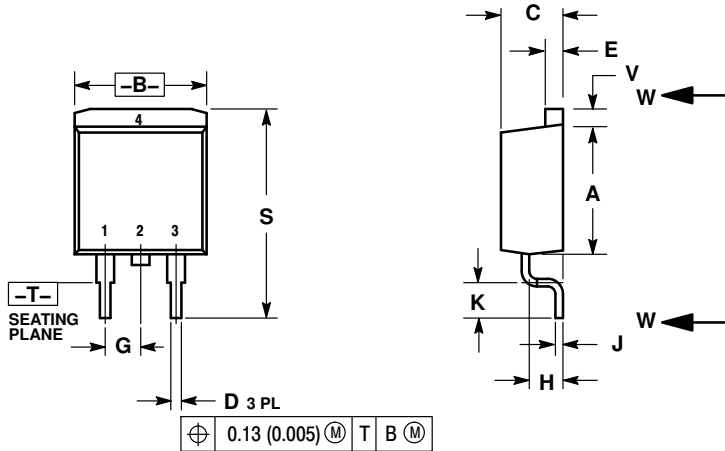 C
E
–B–
V
W
4
S
A
1 2 3
–T–
SEATING
PLANE
K
W
G
J
H
D 3 PL
⌖ 0.13 (0.005) Ⓜ T B Ⓜ